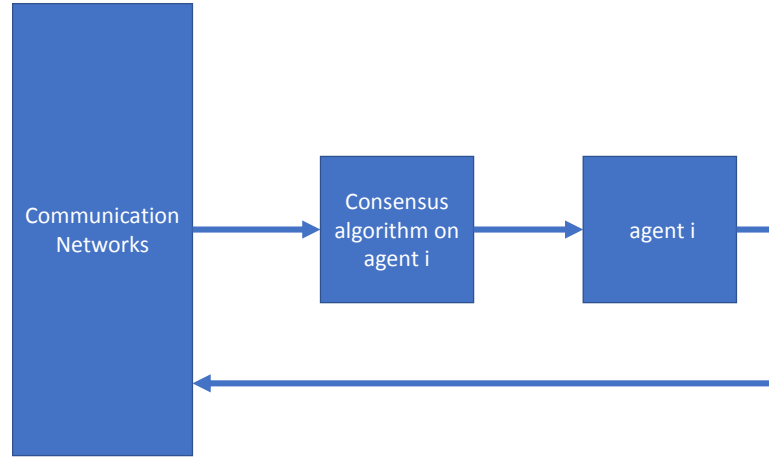 Communication
Networks
Consensus
algorithm on
agent i
agent i